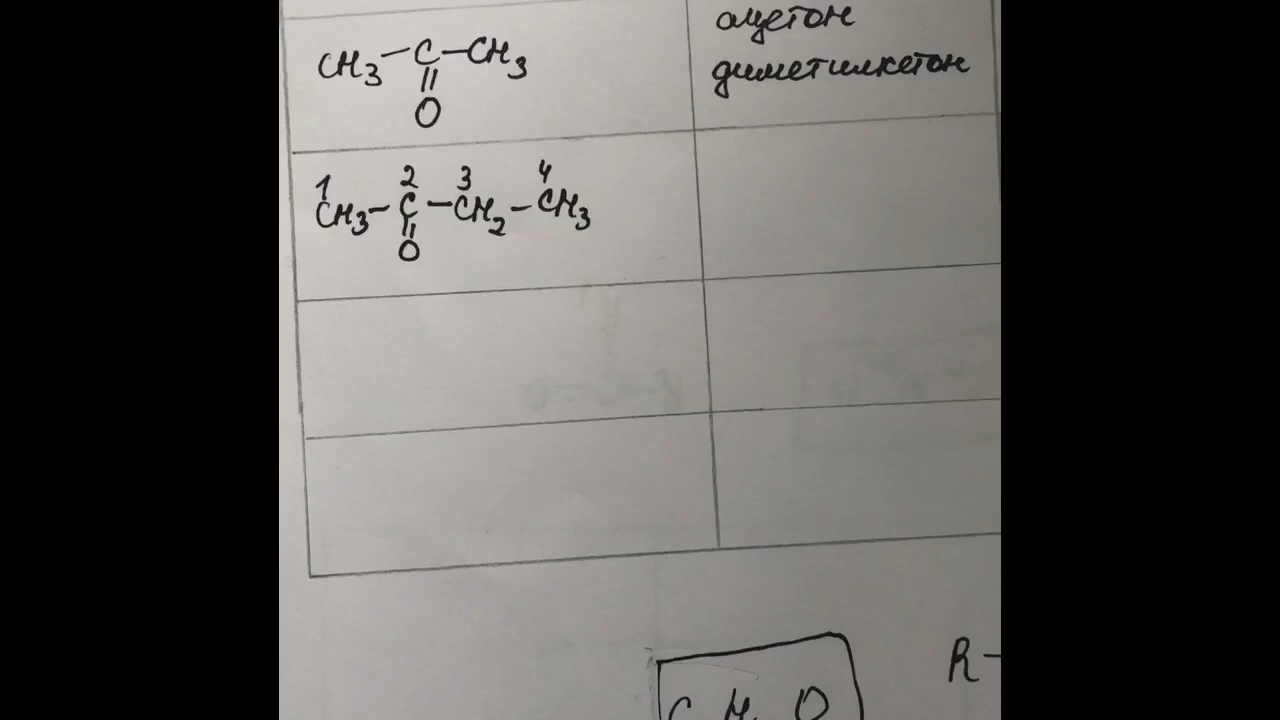 ацетон
диметилкетон
CH3–C–CH3
||
O
1 2 3 4
CH3–C–CH2–CH3
||
O
R–
C H O